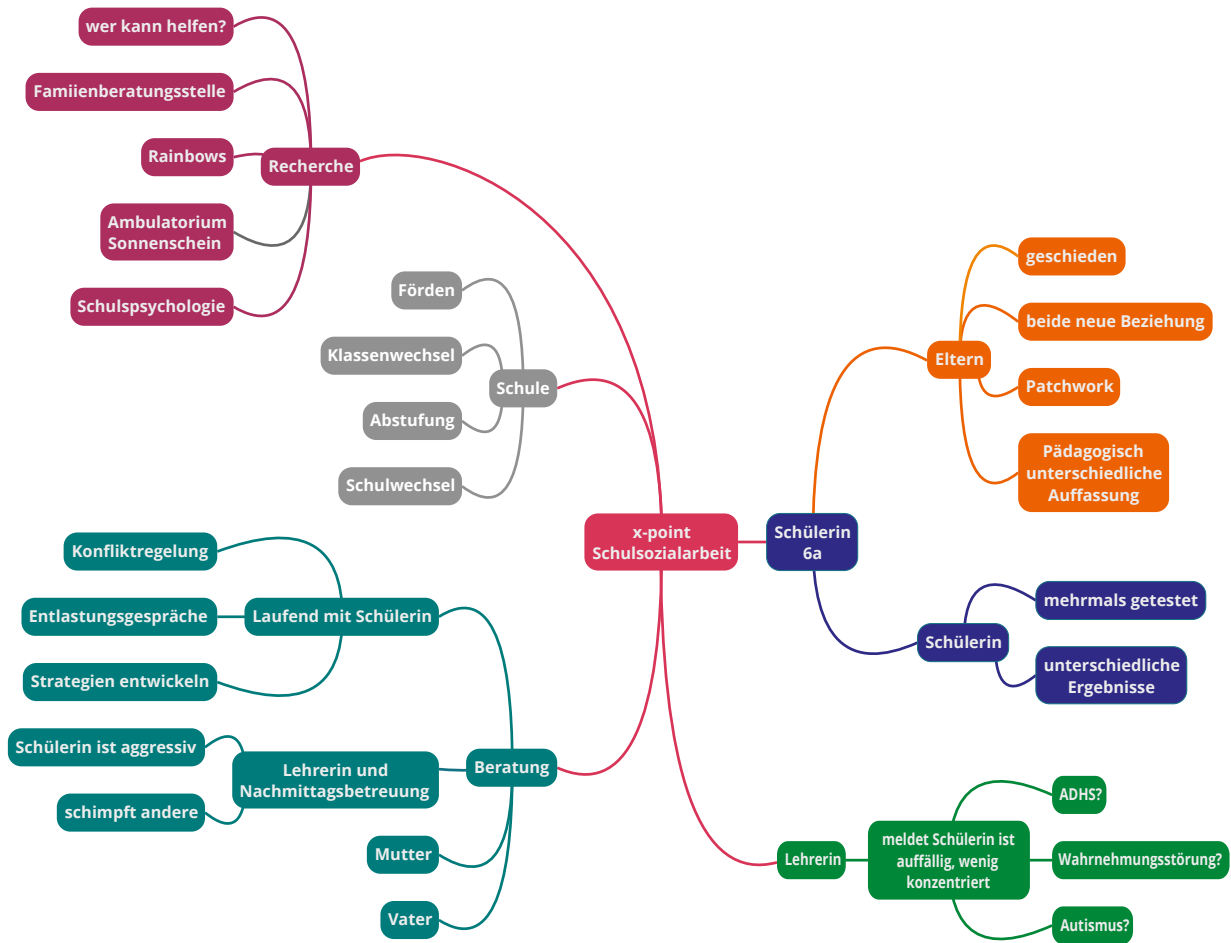 wer kann helfen?
Famiienberatungsstelle
Rainbows
Ambulatorium
Sonnenschein
Schulspsychologie
Recherche
Förden
Klassenwechsel
Abstufung
Schulwechsel
Schule
x-point
Schulsozialarbeit
Schülerin
6a
Eltern
geschieden
beide neue Beziehung
Patchwork
Pädagogisch
unterschiedliche
Auffassung
Schülerin
mehrmals getestet
unterschiedliche
Ergebnisse
Konfliktregelung
Entlastungsgespräche
Strategien entwickeln
Laufend mit Schülerin
Schülerin ist aggressiv
schimpft andere
Lehrerin und
Nachmittagsbetreuung
Mutter
Vater
Beratung
Lehrerin
meldet Schülerin ist
auffällig, wenig
konzentriert
ADHS?
Wahrnehmungsstörung?
Autismus?